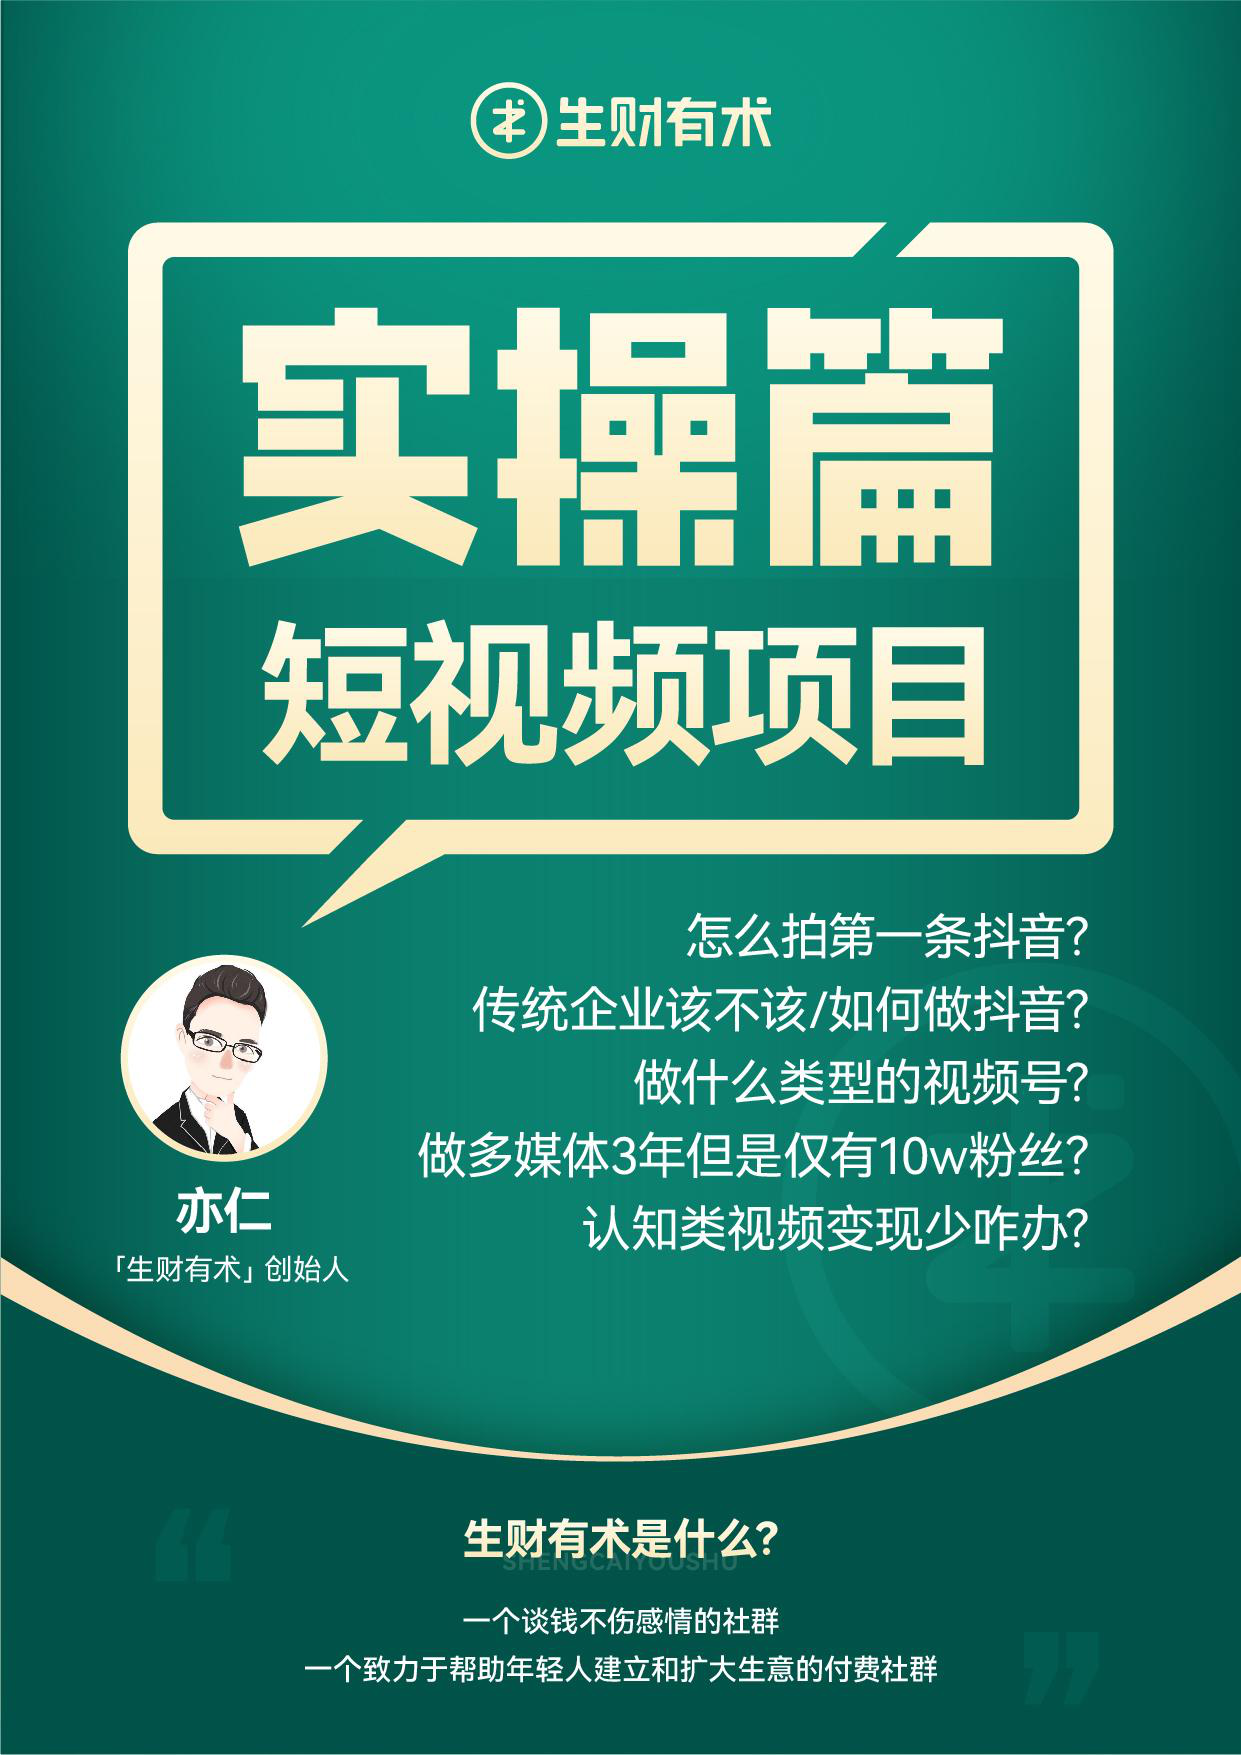 生财有术
实操篇
短视频项目
怎么拍第一条抖音?
传统企业该不该/如何做抖音?
做什么类型的视频号?
做多媒体3年但是仅有10w粉丝?
认知类视频变现少咋办?
亦仁
「生财有术」创始人
生财有术是什么?
SHENGCAIYOUSHU
一个谈钱不伤感情的社群
一个致力于帮助年轻人建立和扩大生意的付费社群